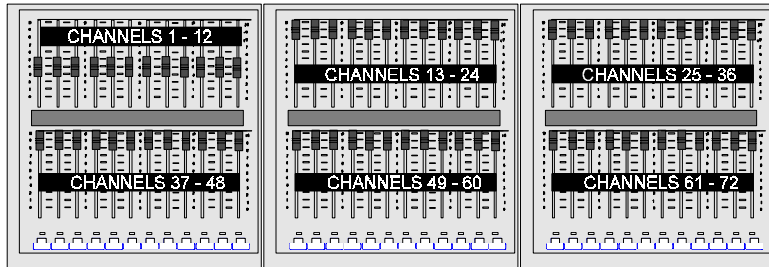 CHANNELS 1 - 12
CHANNELS 13 - 24
CHANNELS 25 - 36
CHANNELS 37 - 48
CHANNELS 49 - 60
CHANNELS 61 - 72